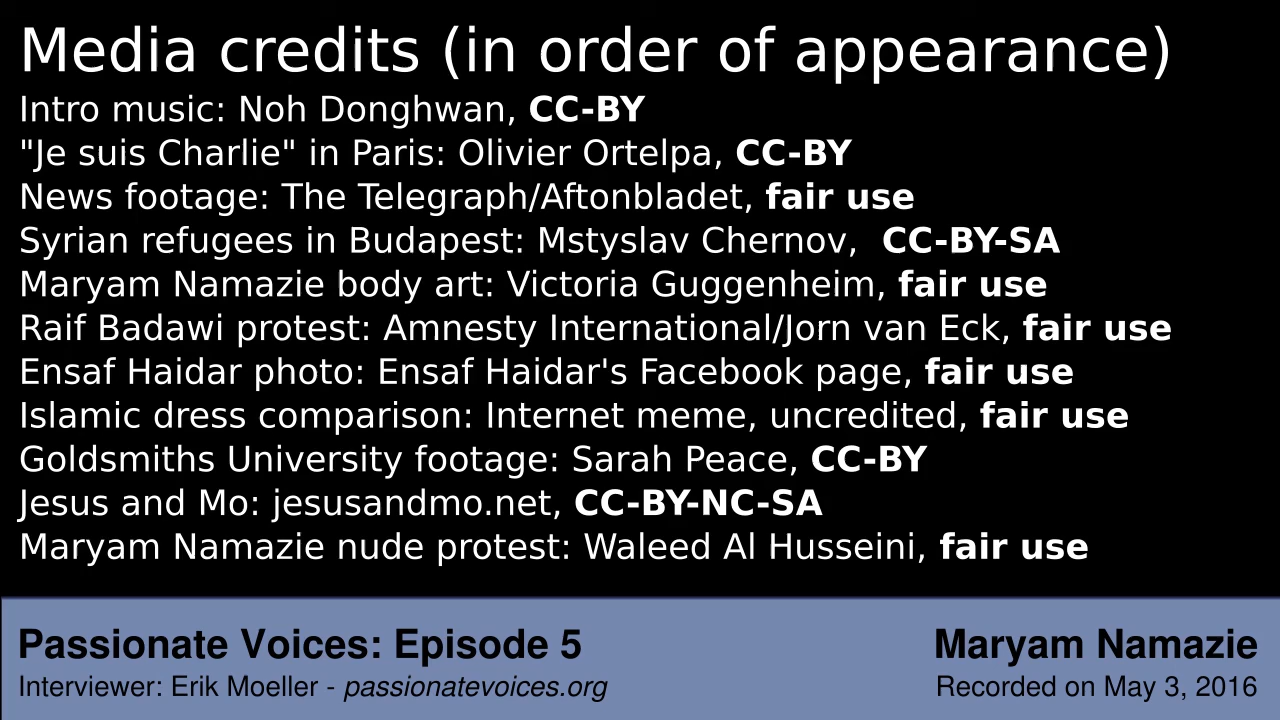 Media credits (in order of appearance)
Intro music: Noh Donghwan, CC-BY
"Je suis Charlie" in Paris: Olivier Ortelpa, CC-BY
News footage: The Telegraph/Aftonbladet, fair use
Syrian refugees in Budapest: Mstyslav Chernov,  CC-BY-SA
Maryam Namazie body art: Victoria Guggenheim, fair use
Raif Badawi protest: Amnesty International/Jorn van Eck, fair use
Ensaf Haidar photo: Ensaf Haidar's Facebook page, fair use
Islamic dress comparison: Internet meme, uncredited, fair use
Goldsmiths University footage: Sarah Peace, CC-BY
Jesus and Mo: jesusandmo.net, CC-BY-NC-SA
Maryam Namazie nude protest: Waleed Al Husseini, fair use
Passionate Voices: Episode 5
Interviewer: Erik Moeller - passionatevoices.org
Maryam Namazie
Recorded on May 3, 2016